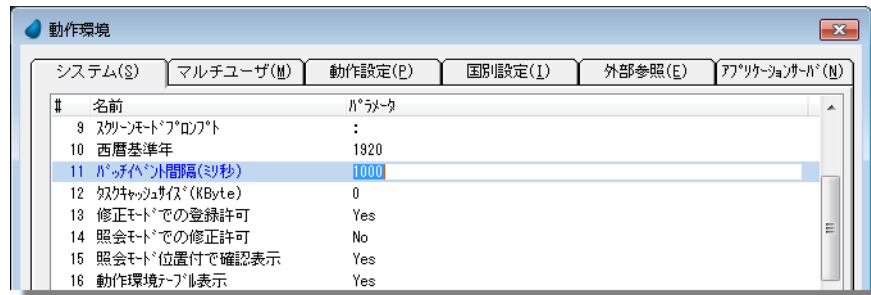 動作環境
システム(S) マルチユーザ(M) 動作設定(P) 国別設定(I) 外部参照(E) ｱﾌﾟﾘｹｰｼｮﾝｻｰﾊﾞ(N)
# 名前 ﾊﾟﾗﾒｰﾀ
9 ｽｸﾘｰﾝﾓｰﾄﾞﾌﾟﾛﾝﾌﾟﾄ :
10 西暦基準年 1920
11 ﾊﾞｯﾁｲﾍﾞﾝﾄ間隔(ﾐﾘ秒) 1000
12 ﾀｽｸｷｬｯｼｭｻｲｽﾞ(KByte) 0
13 修正ﾓｰﾄﾞでの登録許可 Yes
14 照会ﾓｰﾄﾞでの修正許可 No
15 照会ﾓｰﾄﾞ位置付で確認表示 Yes
16 動作環境ﾃｰﾌﾞﾙ表示 Yes